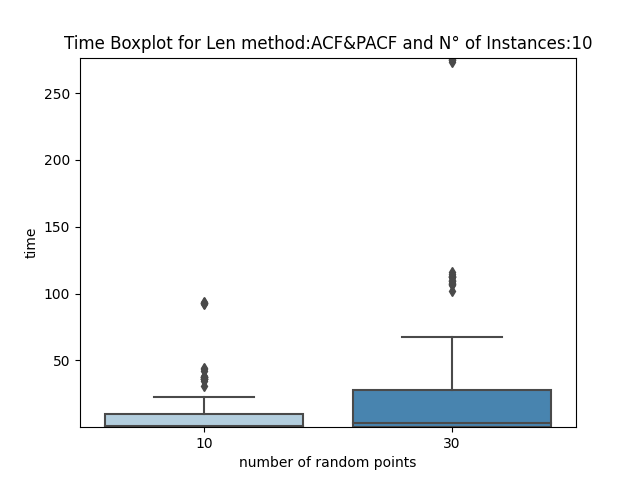 Time Boxplot for Len method:ACF&PACF and N° of Instances:10
250
200
150
100
50
time
10
30
number of random points